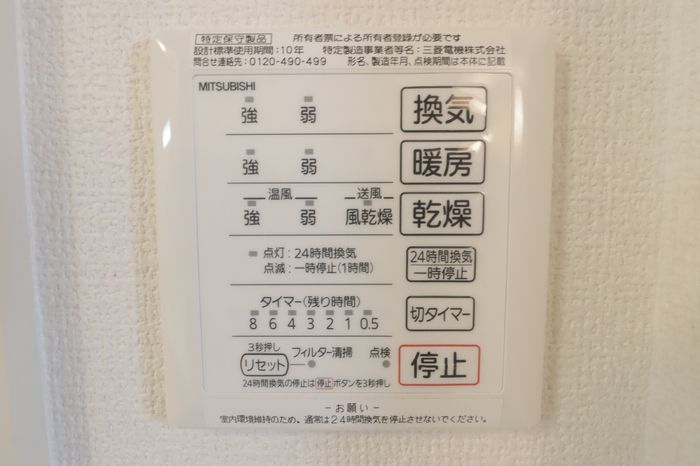 特定保守製品 所有者票による所有者登録が必要です
設計標準使用期間:10年 特定製造事業者等名:三菱電機株式会社
問合せ連絡先:0120-490-499 形名、製造年月、点検期間は本体に記載
MITSUBISHI
強 弱 換気
強 弱 暖房
温風 送風
強 弱 風乾燥 乾燥
点灯:24時間換気
点滅:一時停止(1時間)
24時間換気
一時停止
タイマー(残り時間)
8 6 4 3 2 1 0.5
切タイマー
3秒押し
リセット フィルター清掃 点検
停止
24時間換気の停止は停止ボタンを3秒押し
-お願い-
室内環境維持のため、通常は24時間換気を停止させないでください。